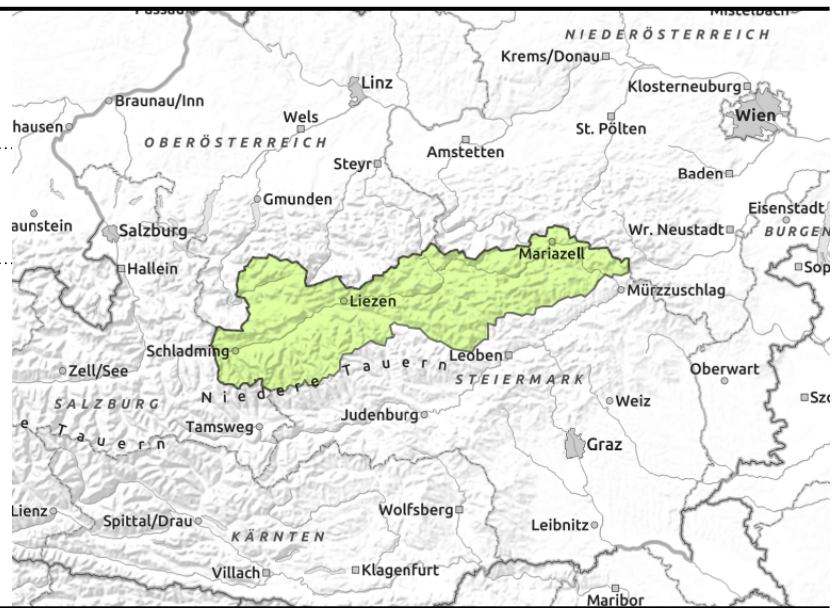 Passau
Mistelbach
NIEDERÖSTERREICH
Krems/Donau
Linz
Klosterneuburg
Braunau/Inn
Wels
Wien
hausen
St. Pölten
OBERÖSTERREICH
Amstetten
Steyr
Baden
Gmunden
Eisenstadt
aunstein
Salzburg
Wr. Neustadt
BURGEN
Mariazell
Hallein
Sop
Mürzzuschlag
Liezen
Schladming
Leoben
Zell/See
Niedere Tauern
STEIERMARK
Oberwart
SALZBURG
Weiz
Szo
Judenburg
e Tauern
Tamsweg
Graz
Lienz
Wolfsberg
Spittal/Drau
Leibnitz
KÄRNTEN
Villach
Klagenfurt
Maribor